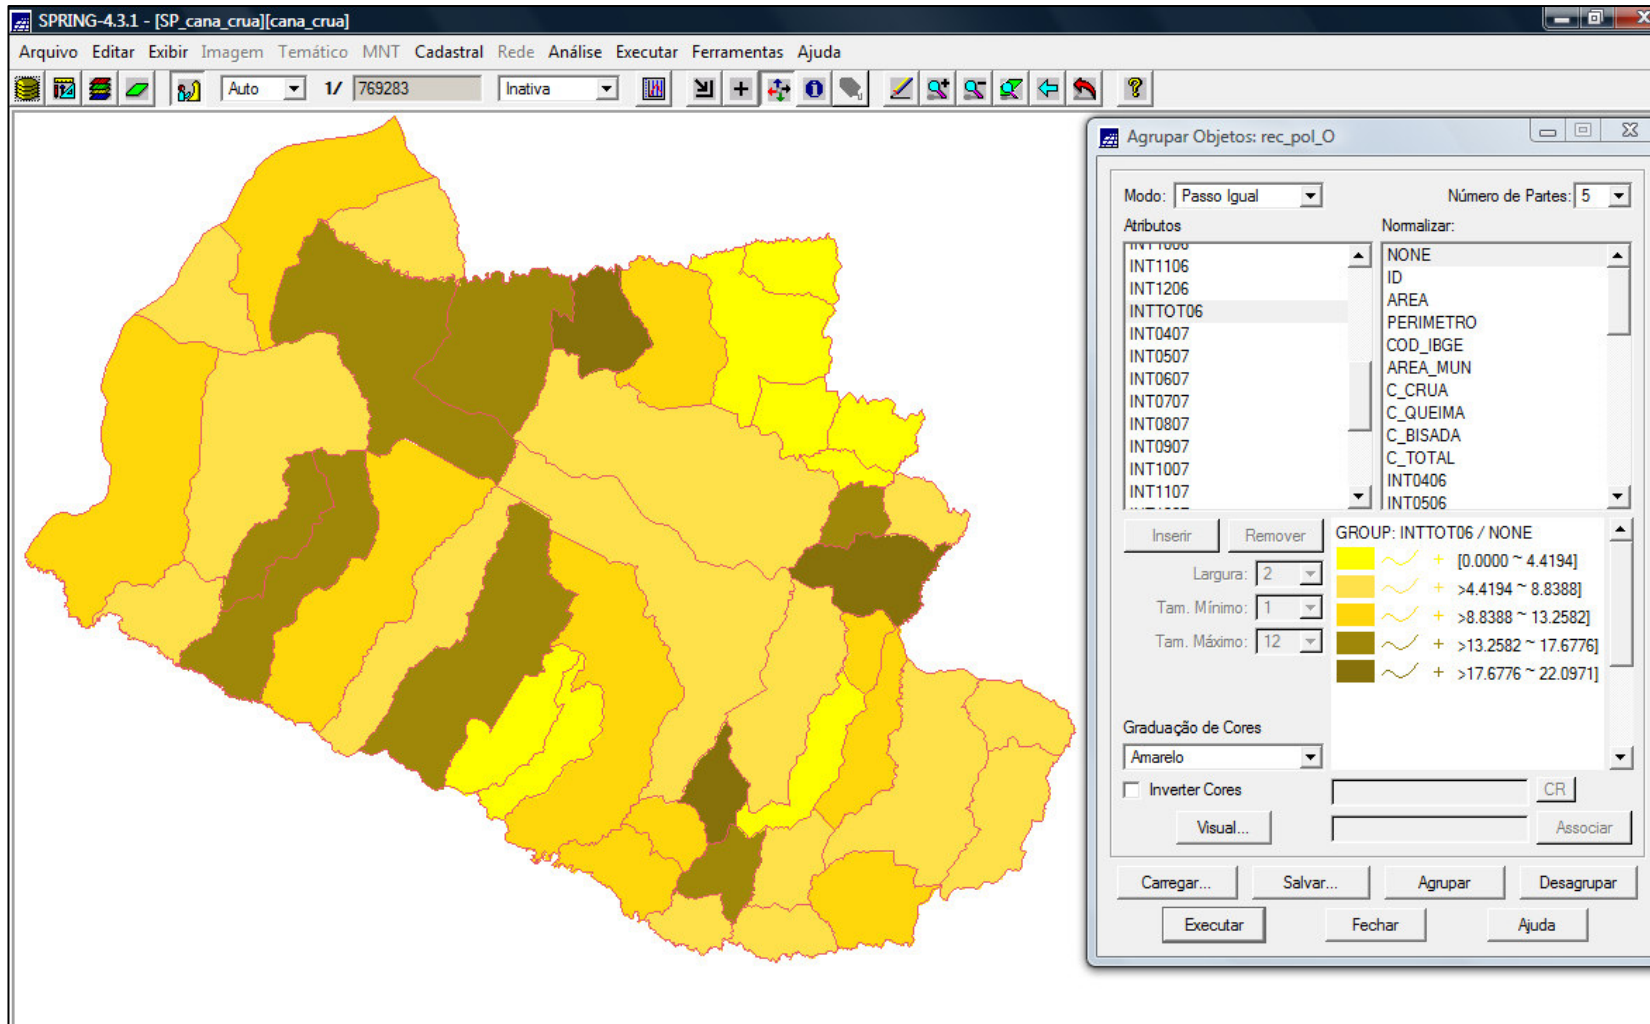 SPRING-4.3.1 - [SP_cana_crua][cana_crua]
Arquivo Editar Exibir Imagem Temático MNT Cadastral Rede Análise Executar Ferramentas Ajuda
Auto 1/ 769283 Inativa
Agrupar Objetos: rec_pol_O
Modo: Passo Igual Número de Partes: 5
Atributos
INT1006
INT1106
INT1206
INTTOT06
INT0407
INT0507
INT0607
INT0707
INT0807
INT0907
INT1007
INT1107
Normalizar:
NONE
ID
AREA
PERIMETRO
COD_IBGE
AREA_MUN
C_CRUA
C_QUEIMA
C_BISADA
C_TOTAL
INT0406
INT0506
Inserir Remover
Largura: 2
Tam. Mínimo: 1
Tam. Máximo: 12
GROUP: INTTOT06 / NONE
[0.0000 ~ 4.4194]
>4.4194 ~ 8.8388]
>8.8388 ~ 13.2582]
>13.2582 ~ 17.6776]
>17.6776 ~ 22.0971]
Graduação de Cores
Amarelo
Inverter Cores CR
Visual... Associar
Carregar... Salvar... Agrupar Desagrupar
Executar Fechar Ajuda